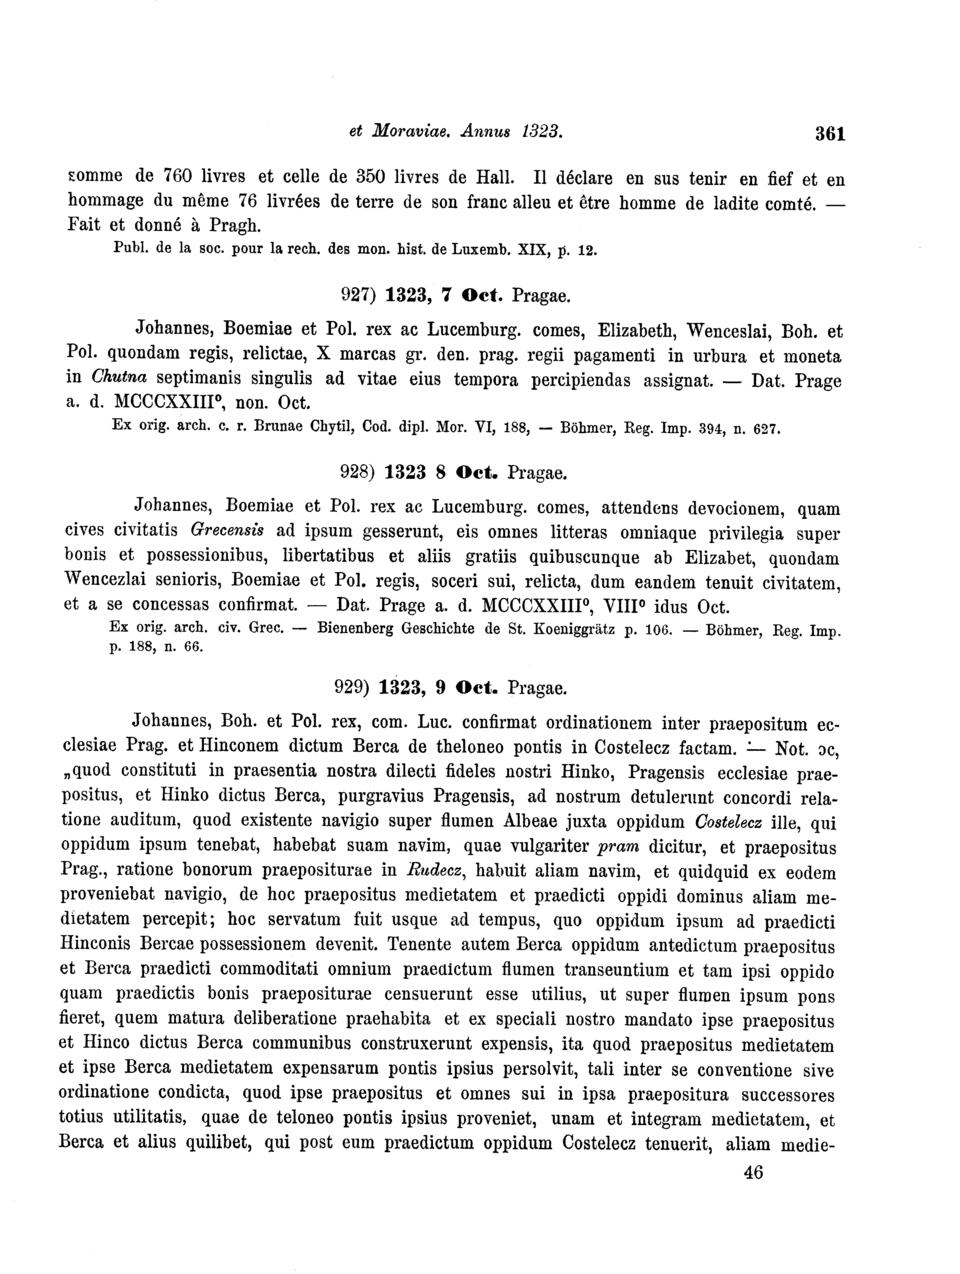 et Moraviae. Annus 1323. 361
somme de 760 livres et celle de 350 livres de Hall. Il déclare en sus tenir en fief et en
hommage du même 76 livrées de terre de son franc alleu et être homme de ladite comté. —
Fait et donné à Pragh.
Publ. de la soc. pour la rech. des mon. hist. de Luxemb. XIX, p. 12.
927) 1323, 7 Oct. Pragae.
Johannes, Boemiae et Pol. rex ac Lucemburg. comes, Elizabeth, Wenceslai, Boh. et
Pol. quondam regis, relictae, X marcas gr. den. prag. regii pagamenti in urbura et moneta
in Chutna septimanis singulis ad vitae eius tempora percipiendas assignat. — Dat. Prage
a. d. MCCCXXIIIº, non. Oct.
Ex orig. arch. c. r. Brunae Chytil, Cod. dipl. Mor. VI, 188, — Böhmer, Reg. Imp. 394, n. 627.
928) 1323 8 Oct. Pragae.
Johannes, Boemiae et Pol. rex ac Lucemburg. comes, attendens devocionem, quam
cives civitatis Grecensis ad ipsum gesserunt, eis omnes litteras omniaque privilegia super
bonis et possessionibus, libertatibus et aliis gratiis quibuscunque ab Elizabet, quondam
Wencezlai senioris, Boemiae et Pol. regis, soceri sui, relicta, dum eandem tenuit civitatem,
et a se concessas confirmat. — Dat. Prage a. d. MCCCXXIIIº, VIIIº idus Oct.
Ex orig. arch. civ. Grec. — Bienenberg Geschichte de St. Koeniggrätz p. 106. — Böhmer, Reg. Imp.
p. 188, n. 66.
929) 1323, 9 Oct. Pragae.
Johannes, Boh. et Pol. rex, com. Luc. confirmat ordinationem inter praepositum ec-
clesiae Prag. et Hinconem dictum Berca de theloneo pontis in Costelecz factam. — Not. oc,
„quod constituti in praesentia nostra dilecti fideles nostri Hinko, Pragensis ecclesiae prae-
positus, et Hinko dictus Berca, purgravius Pragensis, ad nostrum detulerunt concordi rela-
tione auditum, quod existente navigio super flumen Albeae juxta oppidum Costelecz ille, qui
oppidum ipsum tenebat, habebat suam navim, quae vulgariter pram dicitur, et praepositus
Prag., ratione bonorum praepositurae in Rudecz, habuit aliam navim, et quidquid ex eodem
proveniebat navigio, de hoc praepositus medietatem et praedicti oppidi dominus aliam me-
dietatem percepit; hoc servatum fuit usque ad tempus, quo oppidum ipsum ad praedicti
Hinconis Bercae possessionem devenit. Tenente autem Berca oppidum antedictum praepositus
et Berca praedicti commoditati omnium praedictum flumen transeuntium et tam ipsi oppido
quam praedictis bonis praepositurae censuerunt esse utilius, ut super flumen ipsum pons
fieret, quem matura deliberatione praehabita et ex speciali nostro mandato ipse praepositus
et Hinco dictus Berca communibus construxerunt expensis, ita quod praepositus medietatem
et ipse Berca medietatem expensarum pontis ipsius persolvit, tali inter se conventione sive
ordinatione condicta, quod ipse praepositus et omnes sui in ipsa praepositura successores
totius utilitatis, quae de teloneo pontis ipsius proveniet, unam et integram medietatem, et
Berca et alius quilibet, qui post eum praedictum oppidum Costelecz tenuerit, aliam medie-
46